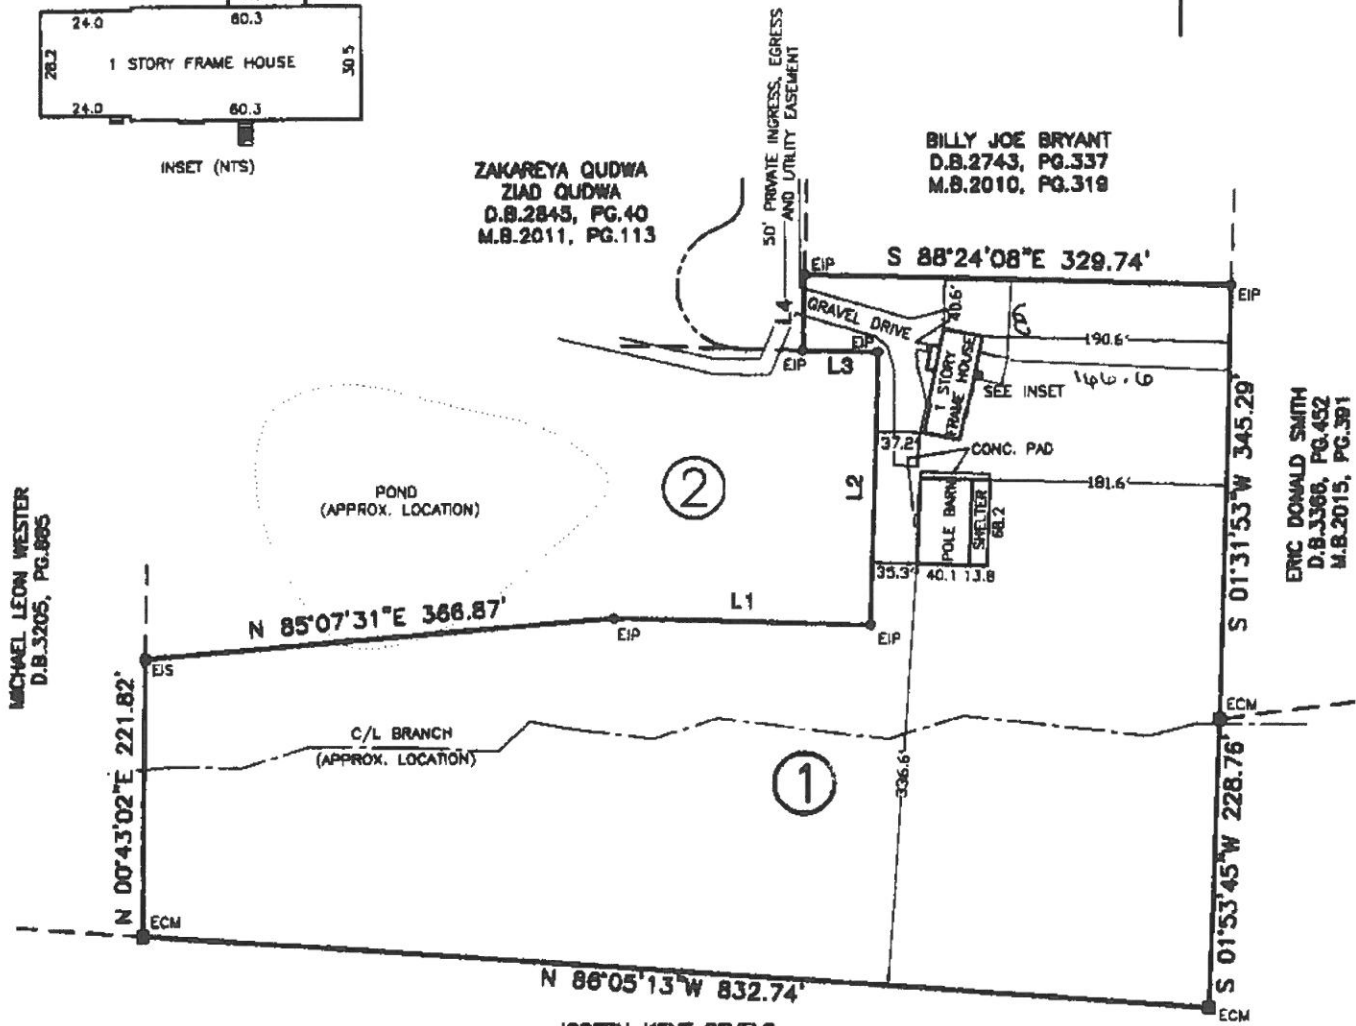 24.0
60.3
28.2
1 STORY FRAME HOUSE
30.5
24.0
60.3
INSET (NTS)
ZAKAREYA QUDWA
ZIAD QUDWA
D.B.2845, PG.40
M.B.2011, PG.113
50' PRIVATE INGRESS, EGRESS
AND UTILITY EASEMENT
BILLY JOE BRYANT
D.B.2743, PG.337
M.B.2010, PG.319
S 88°24'08"E 329.74'
EIP
EIP
L4
GRAVEL DRIVE
40.6'
190.6'
EIP
EIP
L3
1 STORY
FRAME HOUSE
SEE INSET
146.6
37.2'
CONC. PAD
2
L2
POND
(APPROX. LOCATION)
181.6'
POLE BARN
SHELTER
68.2
35.3'
40.1
13.8
S 01°31'53"W 345.29'
ERIC DONALD SMITH
D.B.3366, PG.452
M.B.2015, PG.391
MICHAEL LEON WESTER
D.B.3205, PG.885
N 85°07'31"E 366.87'
L1
EIP
EIP
EIS
N 00°43'02"E 221.82'
C/L BRANCH
(APPROX. LOCATION)
ECM
1
336.6'
S 01°53'45"W 228.76'
ECM
N 86°05'13"W 832.74'
ECM